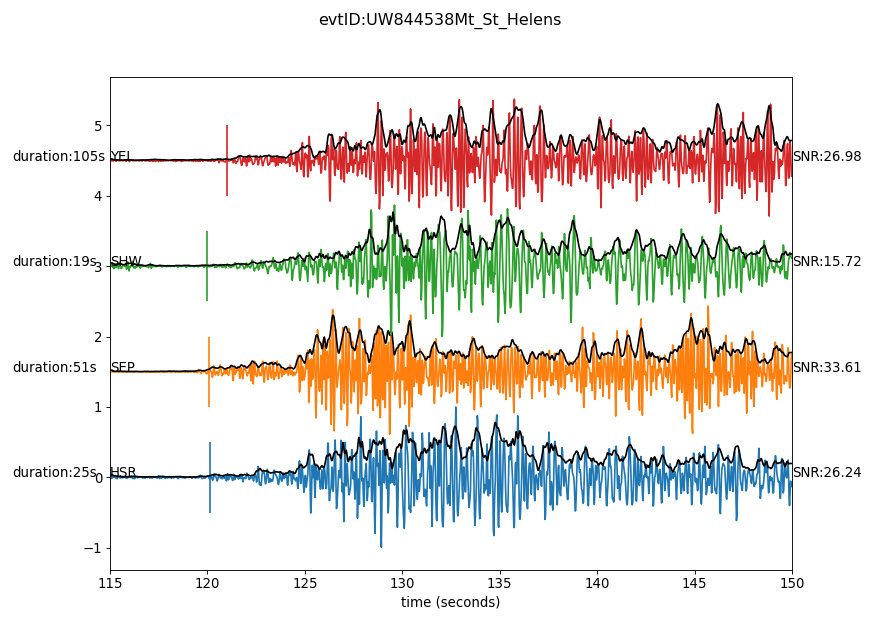 evtID:UW844538Mt_St_Helens
5
duration:105s YEL SNR:26.98
4
duration:19s SHW SNR:15.72
3
2
duration:51s SEP SNR:33.61
1
duration:25s HSR SNR:26.24
0
−1
115 120 125 130 135 140 145 150
time (seconds)